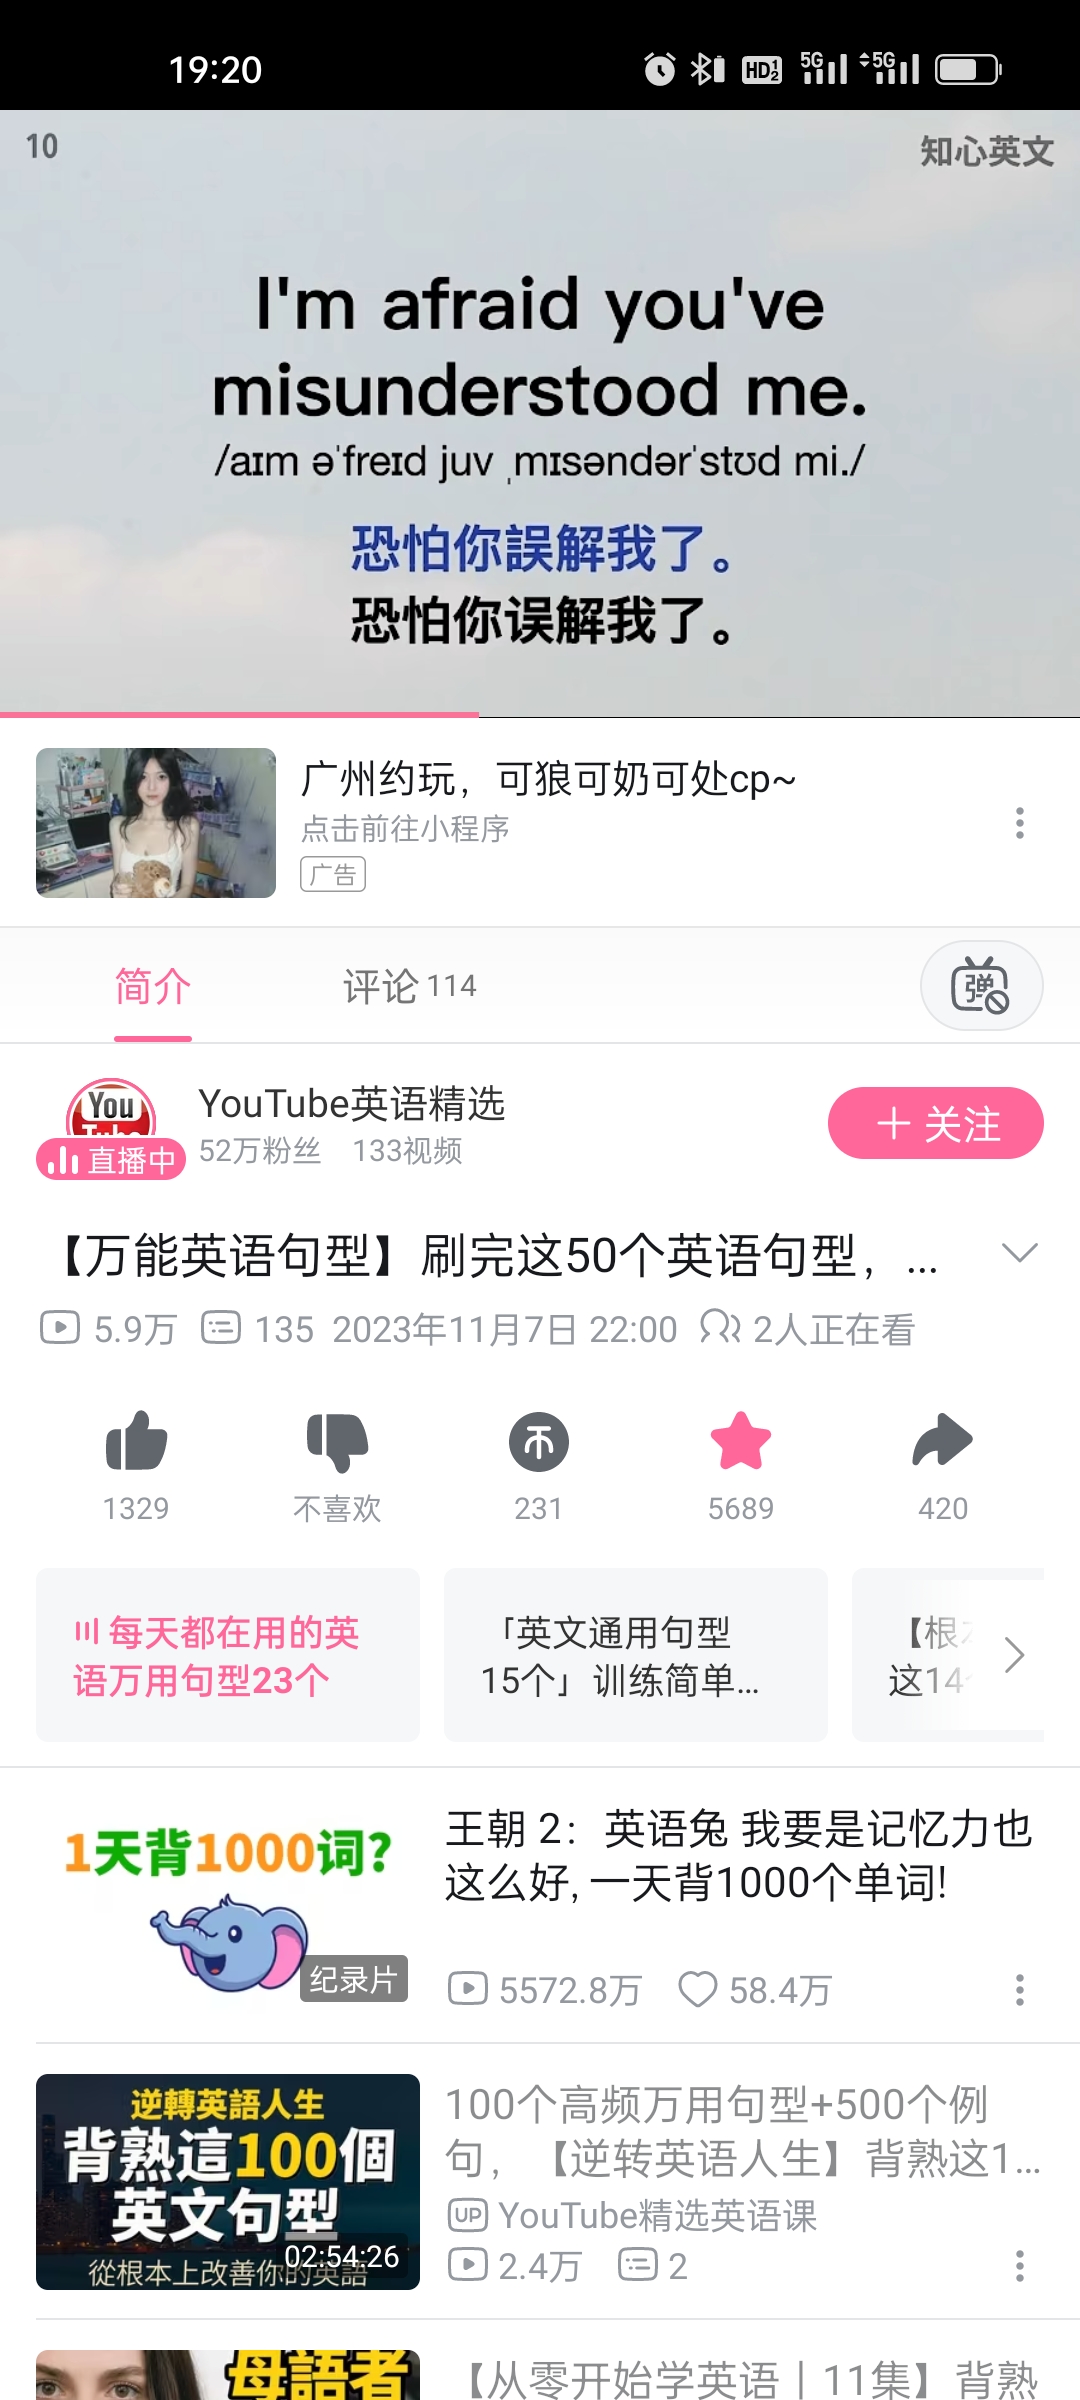 19:20
HD 1 2 5G 5G
10
知心英文
I'm afraid you've
misunderstood me.
/aɪm əˈfreɪd juv ˌmɪsəndərˈstʊd mi./
恐怕你誤解我了。
恐怕你误解我了。
广州约玩，可狼可奶可处cp~
点击前往小程序
广告
简介
评论 114
弹
You
直播中
YouTube英语精选
52万粉丝 133视频
+ 关注
【万能英语句型】刷完这50个英语句型，...
5.9万 135 2023年11月7日 22:00 2人正在看
1329
不喜欢
231
5689
420
每天都在用的英
语万用句型23个
「英文通用句型
15个」训练简单...
【根
这14
1天背1000词?
纪录片
王朝 2：英语兔 我要是记忆力也
这么好, 一天背1000个单词!
5572.8万 58.4万
逆轉英語人生
背熟這100個
英文句型
從根本上改善你的英語
02:54:26
100个高频万用句型+500个例
句，【逆转英语人生】背熟这1...
UP YouTube精选英语课
2.4万 2
母語者
【从零开始学英语丨11集】背熟